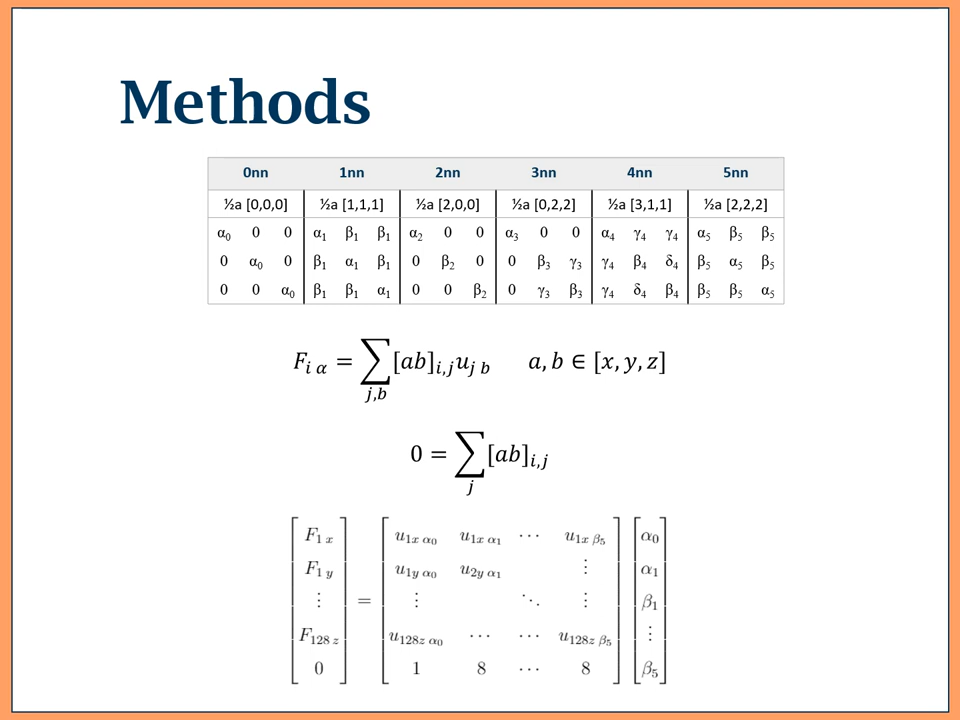 Methods
0nn 1nn 2nn 3nn 4nn 5nn
½a [0,0,0] ½a [1,1,1] ½a [2,0,0] ½a [0,2,2] ½a [3,1,1] ½a [2,2,2]
α₀ 0 0 α₁ β₁ β₁ α₂ 0 0 α₃ 0 0 α₄ γ₄ γ₄ α₅ β₅ β₅
0 α₀ 0 β₁ α₁ β₁ 0 β₂ 0 0 β₃ γ₃ γ₄ β₄ δ₄ β₅ α₅ β₅
0 0 α₀ β₁ β₁ α₁ 0 0 β₂ 0 γ₃ β₃ γ₄ δ₄ β₄ β₅ β₅ α₅
F_{i α} = ∑_{j,b} [ab]_{i,j} u_{j b} a, b ∈ [x, y, z]
0 = ∑_{j} [ab]_{i,j}
F_{1 x} u_{1x α₀} u_{1x α₁} ⋯ u_{1x β₅} α₀
F_{1 y} u_{1y α₀} u_{2y α₁} ⋮ α₁
⋮ = ⋮ ⋱ ⋮ β₁
F_{128 z} u_{128z α₀} ⋯ ⋯ u_{128z β₅} ⋮
0 1 8 ⋯ 8 β₅